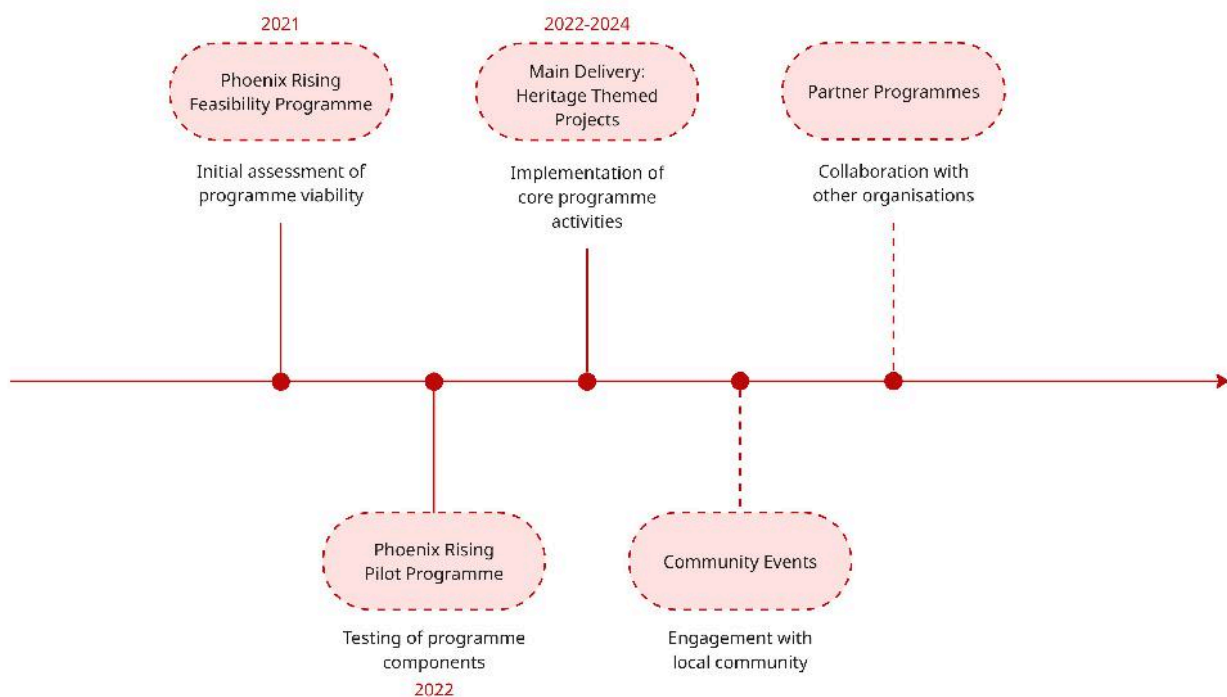 2021
Phoenix Rising
Feasibility Programme
Initial assessment of
programme viability
2022-2024
Main Delivery:
Heritage Themed
Projects
Implementation of
core programme
activities
Partner Programmes
Collaboration with
other organisations
Phoenix Rising
Pilot Programme
Testing of programme
components
2022
Community Events
Engagement with
local community